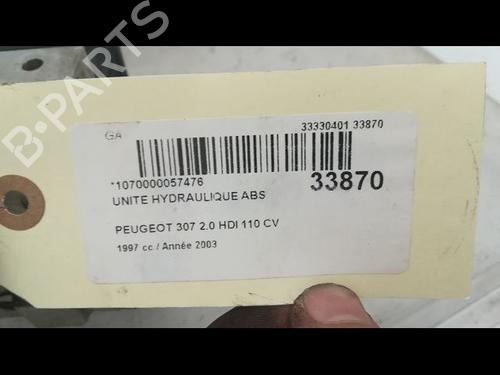 B-PARTS
GA
33330401 33870
*1070000057476
33870
UNITE HYDRAULIQUE ABS
PEUGEOT 307 2.0 HDI 110 CV
1997 cc / Année 2003